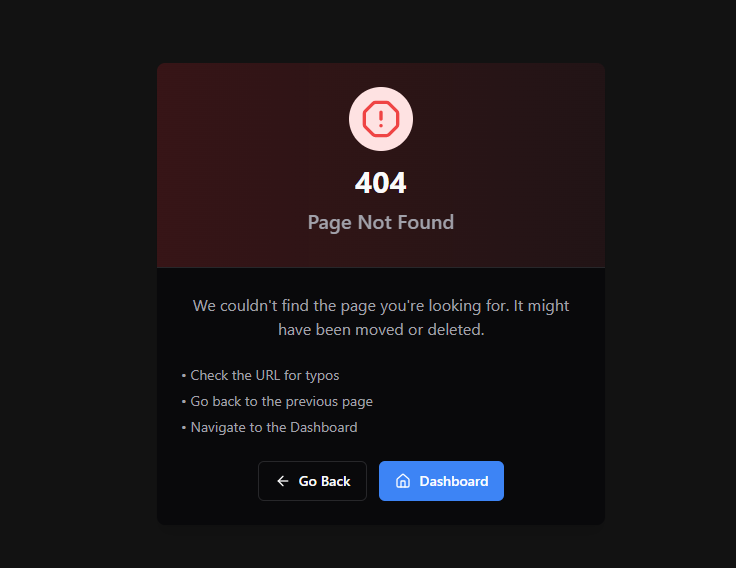 404
Page Not Found
We couldn't find the page you're looking for. It might
have been moved or deleted.
• Check the URL for typos
• Go back to the previous page
• Navigate to the Dashboard
Go Back
Dashboard